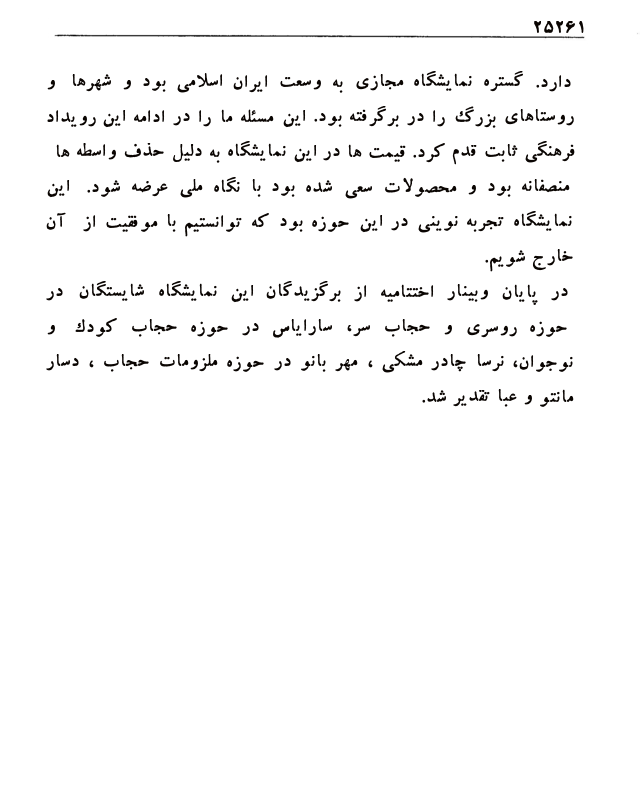 ۲۵۲۶۱
دارد. گستره نمایشگاه مجازی به وسعت ایران اسلامی بود و شهرها و
روستاهای بزرگ را در برگرفته بود. این مسئله ما را در ادامه این رویداد
فرهنگی ثابت قدم کرد. قیمت ها در این نمایشگاه به دلیل حذف واسطه ها
منصفانه بود و محصولات سعی شده بود با نگاه ملی عرضه شود. این
نمایشگاه تجربه نوینی در این حوزه بود که توانستیم با موفقیت از آن
خارج شویم.
در پایان وبینار اختتامیه از برگزیدگان این نمایشگاه شایستگان در
حوزه روسری و حجاب سر، سارایاس در حوزه حجاب کودک و
نوجوان، نرسا چادر مشکی ، مهر بانو در حوزه ملزومات حجاب ، دسار
مانتو و عبا تقدیر شد.